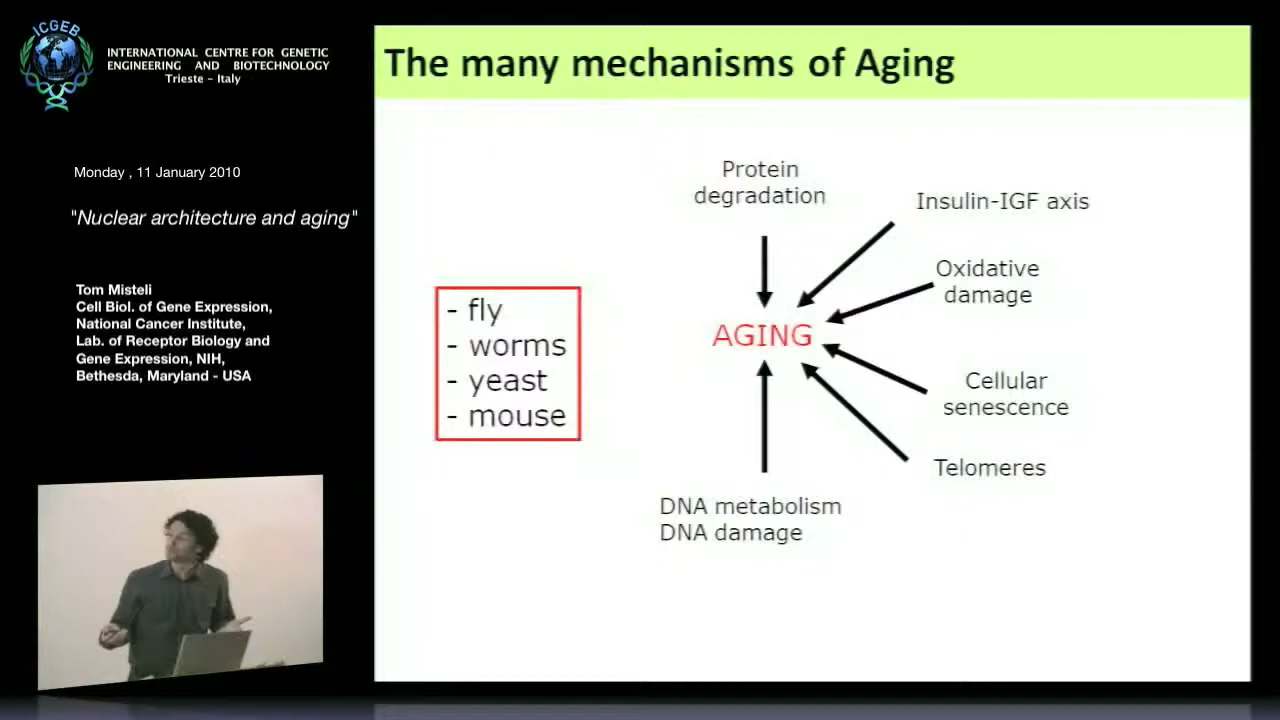 ICGEB
INTERNATIONAL CENTRE FOR GENETIC
ENGINEERING AND BIOTECHNOLOGY
Trieste - Italy
Monday , 11 January 2010
"Nuclear architecture and aging"
Tom Misteli
Cell Biol. of Gene Expression,
National Cancer Institute,
Lab. of Receptor Biology and
Gene Expression, NIH,
Bethesda, Maryland - USA
The many mechanisms of Aging
- fly
- worms
- yeast
- mouse
Protein
degradation
Insulin-IGF axis
Oxidative
damage
AGING
Cellular
senescence
Telomeres
DNA metabolism
DNA damage